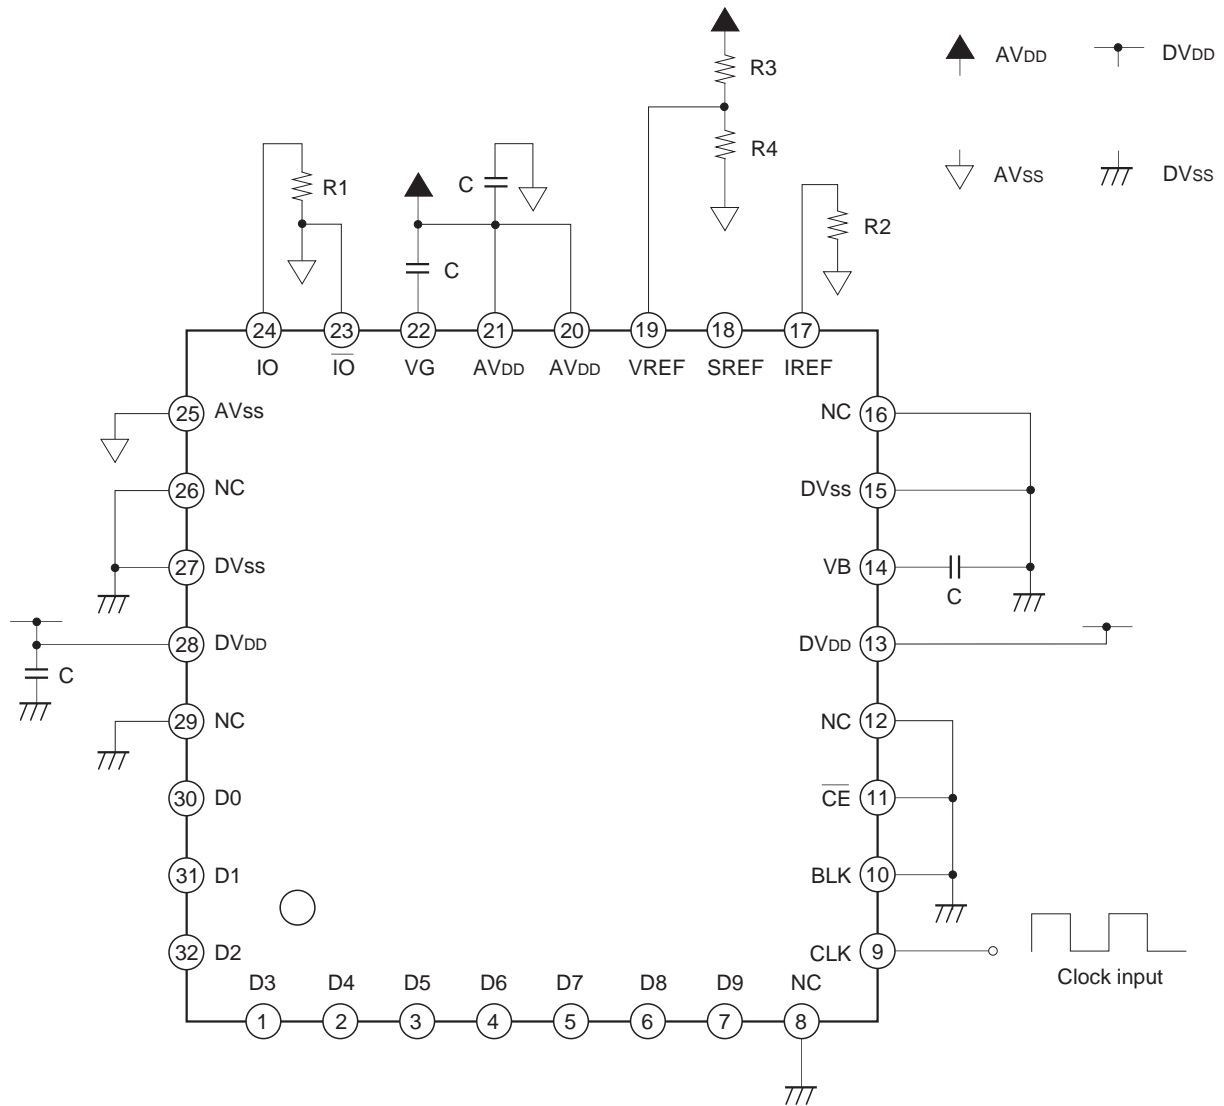 R3
R4
AVDD
DVDD
AVSS
DVSS
R1
C
C
R2
24 23 22 21 20 19 18 17
IO IO VG AVDD AVDD VREF SREF IREF
25 AVSS
NC 16
26 NC
DVSS 15
27 DVSS
VB 14
C
28 DVDD
DVDD 13
C
29 NC
NC 12
30 D0
CE 11
31 D1
BLK 10
32 D2
CLK 9
Clock input
D3 D4 D5 D6 D7 D8 D9 NC
1 2 3 4 5 6 7 8